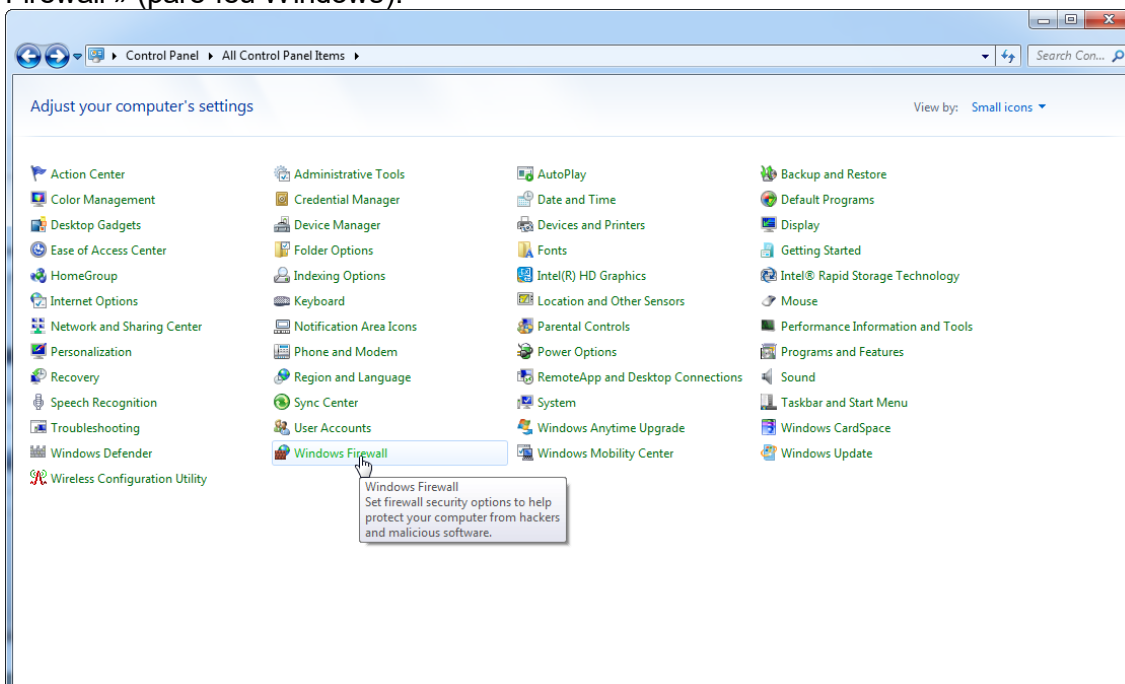 Firewall » (pare-feu Windows).
Control Panel ▸ All Control Panel Items ▸
Search Con...
Adjust your computer's settings
View by: Small icons
Action Center
Administrative Tools
AutoPlay
Backup and Restore
Color Management
Credential Manager
Date and Time
Default Programs
Desktop Gadgets
Device Manager
Devices and Printers
Display
Ease of Access Center
Folder Options
Fonts
Getting Started
HomeGroup
Indexing Options
Intel(R) HD Graphics
Intel® Rapid Storage Technology
Internet Options
Keyboard
Location and Other Sensors
Mouse
Network and Sharing Center
Notification Area Icons
Parental Controls
Performance Information and Tools
Personalization
Phone and Modem
Power Options
Programs and Features
Recovery
Region and Language
RemoteApp and Desktop Connections
Sound
Speech Recognition
Sync Center
System
Taskbar and Start Menu
Troubleshooting
User Accounts
Windows Anytime Upgrade
Windows CardSpace
Windows Defender
Windows Firewall
Windows Mobility Center
Windows Update
Wireless Configuration Utility
Windows Firewall
Set firewall security options to help
protect your computer from hackers
and malicious software.